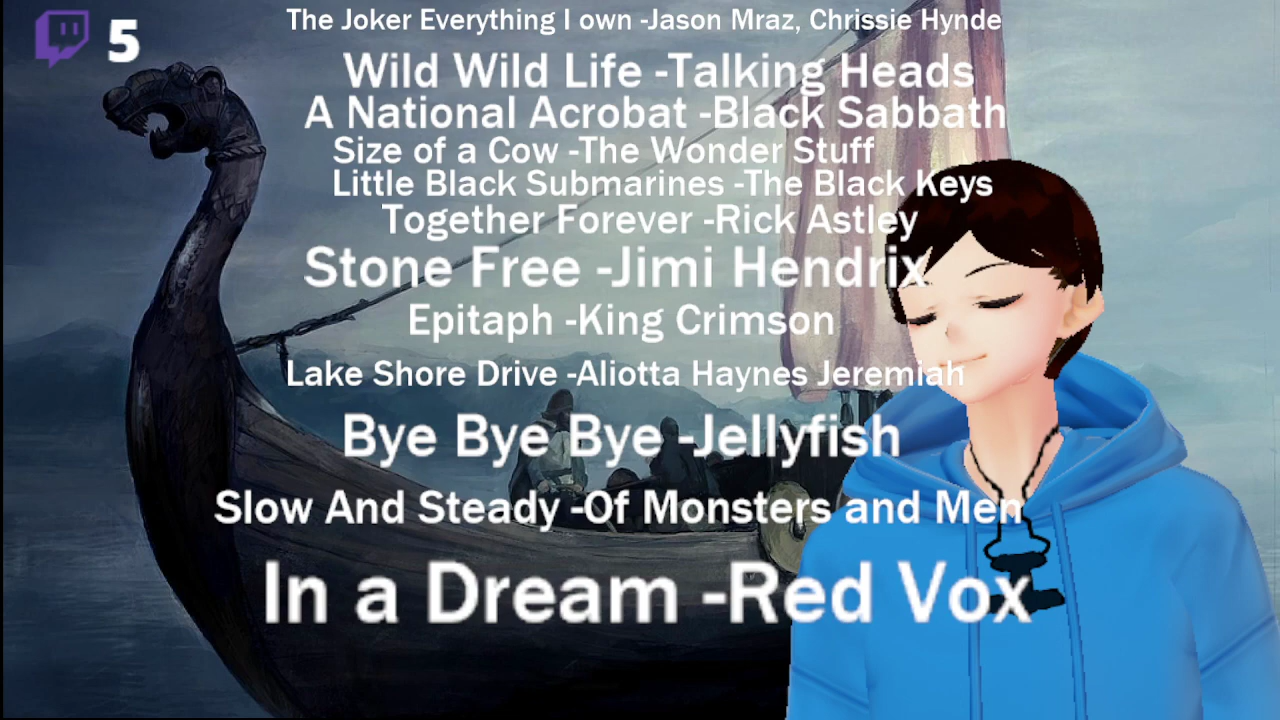 5
The Joker Everything I own -Jason Mraz, Chrissie Hynde
Wild Wild Life -Talking Heads
A National Acrobat -Black Sabbath
Size of a Cow -The Wonder Stuff
Little Black Submarines -The Black Keys
Together Forever -Rick Astley
Stone Free -Jimi Hendrix
Epitaph -King Crimson
Lake Shore Drive -Aliotta Haynes Jeremiah
Bye Bye Bye -Jellyfish
Slow And Steady -Of Monsters and Men
In a Dream -Red Vox